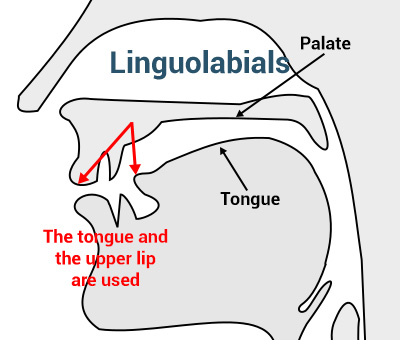 Palate
Linguolabials
Tongue
The tongue and
the upper lip
are used